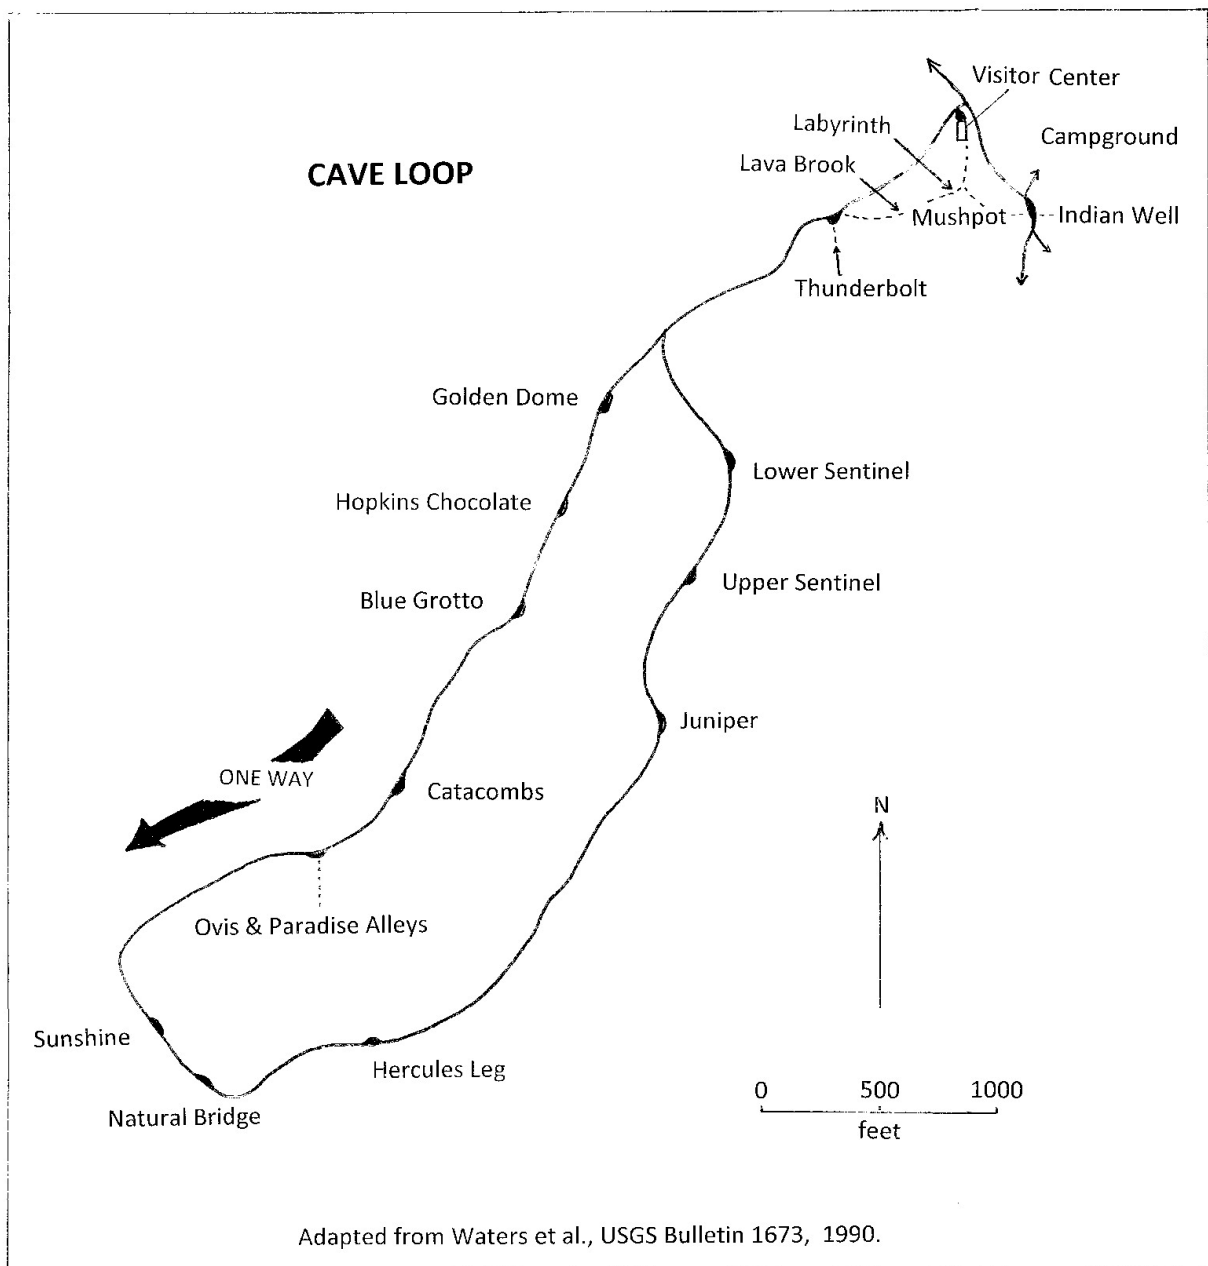 Visitor Center
Labyrinth
Campground
CAVE LOOP
Lava Brook
Mushpot
Indian Well
Thunderbolt
Golden Dome
Lower Sentinel
Hopkins Chocolate
Upper Sentinel
Blue Grotto
Juniper
ONE WAY
Catacombs
N
Ovis & Paradise Alleys
Sunshine
Hercules Leg
0 500 1000
feet
Natural Bridge
Adapted from Waters et al., USGS Bulletin 1673, 1990.